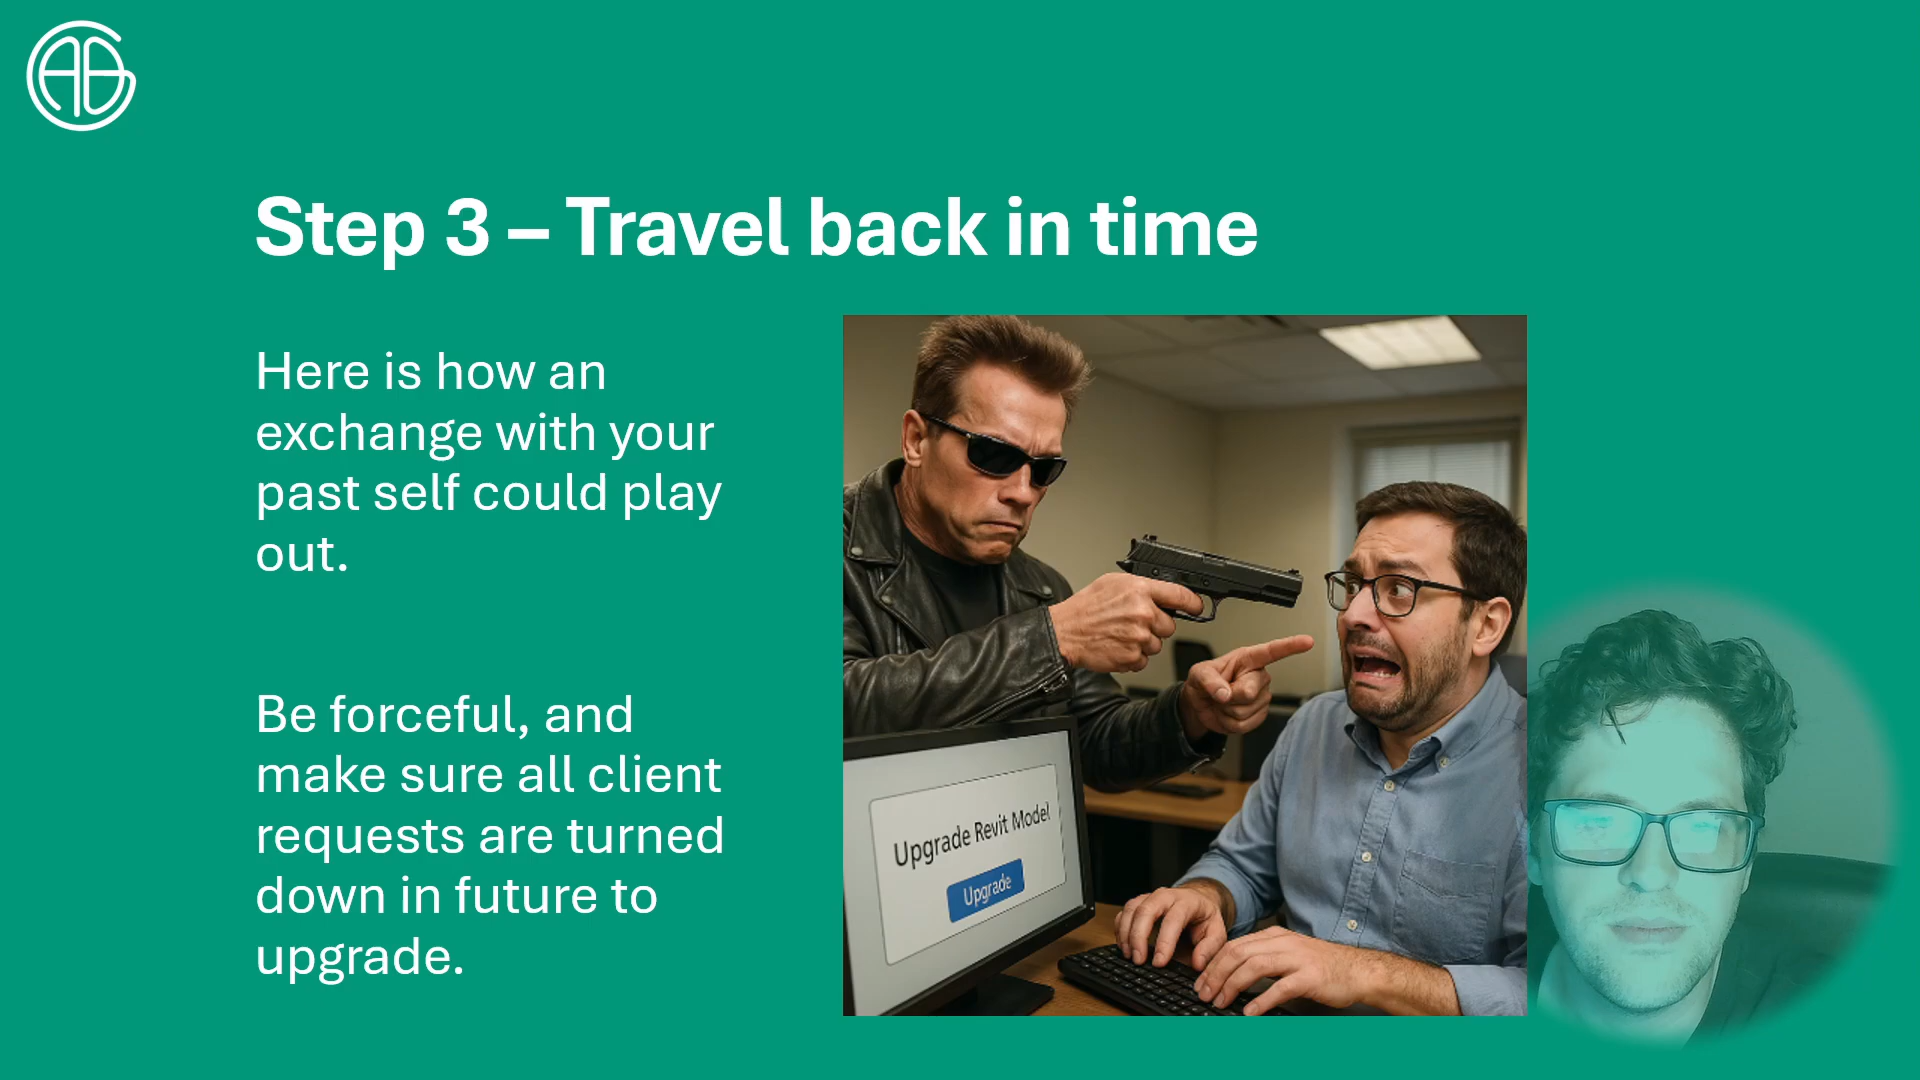 Step 3 – Travel back in time
Here is how an
exchange with your
past self could play
out.
Be forceful, and
make sure all client
requests are turned
down in future to
upgrade.
Upgrade Revit Model
Upgrade